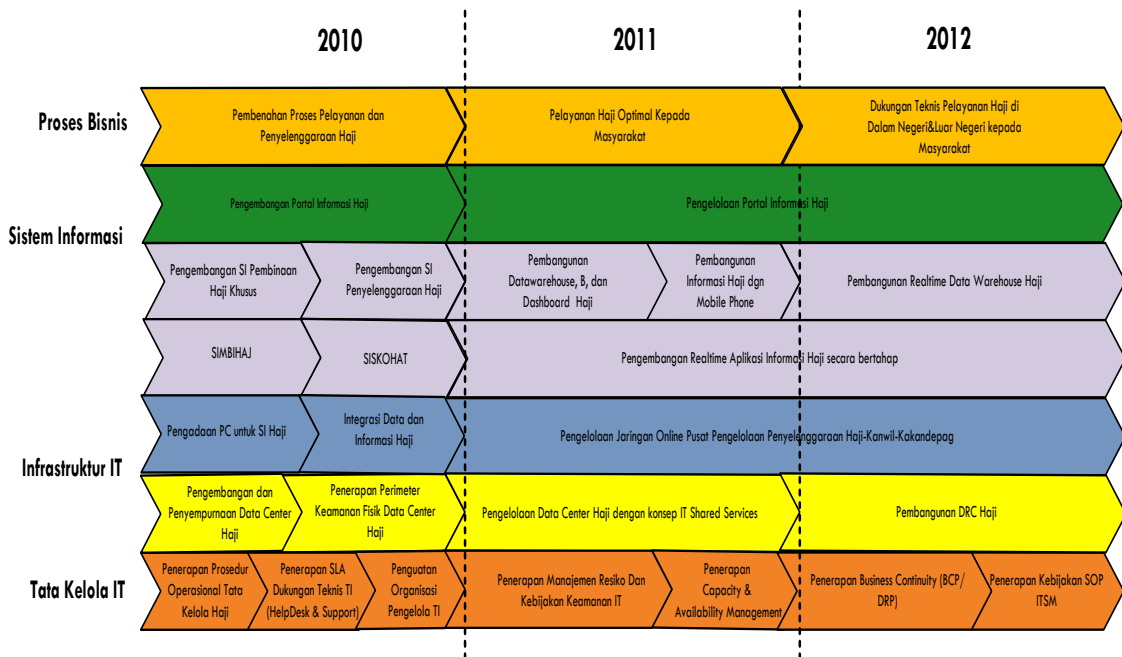 2010
2011
2012
Proses Bisnis
Pembenahan Proses Pelayanan dan
Penyelenggaraan Haji
Pelayanan Haji Optimal Kepada
Masyarakat
Dukungan Teknis Pelayanan Haji di
Dalam Negeri&Luar Negeri kepada
Masyarakat
Sistem Informasi
Pengembangan Portal Informasi Haji
Pengelolaan Portal Informasi Haji
Pengembangan SI Pembinaan
Haji Khusus
Pengembangan SI
Penyelenggaraan Haji
Pembangunan
Datawarehouse, B, dan
Dashboard Haji
Pembangunan
Informasi Haji dgn
Mobile Phone
Pembangunan Realtime Data Warehouse Haji
SIMBIHAJ
SISKOHAT
Pengembangan Realtime Aplikasi Informasi Haji secara bertahap
Infrastruktur IT
Pengadaan PC untuk SI Haji
Integrasi Data dan
Informasi Haji
Pengelolaan Jaringan Online Pusat Pengelolaan Penyelenggaraan Haji-Kanwil-Kakandepag
Pengembangan dan
Penyempurnaan Data Center
Haji
Penerapan Perimeter
Keamanan Fisik Data Center
Haji
Pengelolaan Data Center Haji dengan konsep IT Shared Services
Pembangunan DRC Haji
Tata Kelola IT
Penerapan Prosedur
Operasional Tata
Kelola Haji
Penerapan SLA
Dukungan Teknis TI
(HelpDesk & Support)
Penguatan
Organisasi
Pengelola TI
Penerapan Manajemen Resiko Dan
Kebijakan Keamanan IT
Penerapan
Capacity &
Availability Management
Penerapan Business Continuity (BCP/
DRP)
Penerapan Kebijakan SOP
ITSM